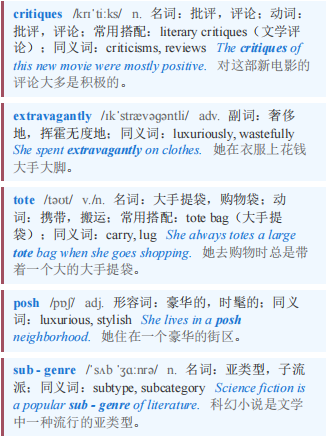 critiques /krɪˈtiːks/ n. 名词：批评，评论；动词：
批评，评论；常用搭配：literary critiques（文学评
论）；同义词：criticisms, reviews The critiques of
this new movie were mostly positive. 对这部新电影的
评论大多是积极的。
extravagantly /ɪkˈstrævəɡəntli/ adv. 副词：奢侈
地，挥霍无度地；同义词：luxuriously, wastefully
She spent extravagantly on clothes. 她在衣服上花钱
大手大脚。
tote /təʊt/ v./n. 名词：大手提袋，购物袋；动
词：携带，搬运；常用搭配：tote bag（大手提
袋）；同义词：carry, lug She always totes a large
tote bag when she goes shopping. 她去购物时总是带
着一个大的大手提袋。
posh /pɒʃ/ adj. 形容词：豪华的，时髦的；同义
词：luxurious, stylish She lives in a posh
neighborhood. 她住在一个豪华的街区。
sub - genre /ˈsʌb ˈʒɑːnrə/ n. 名词：亚类型，子流
派；同义词：subtype, subcategory Science fiction is
a popular sub - genre of literature. 科幻小说是文学
中一种流行的亚类型。